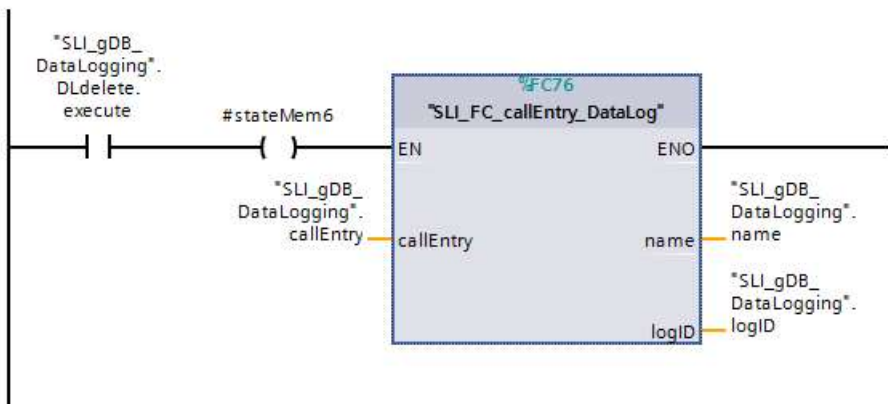 "SLI_gDB_
DataLogging".
DLdelete.
execute
#stateMem6
%FC76
"SLI_FC_callEntry_DataLog"
EN
ENO
"SLI_gDB_
DataLogging".
callEntry
callEntry
name
"SLI_gDB_
DataLogging".
name
logID
"SLI_gDB_
DataLogging".
logID